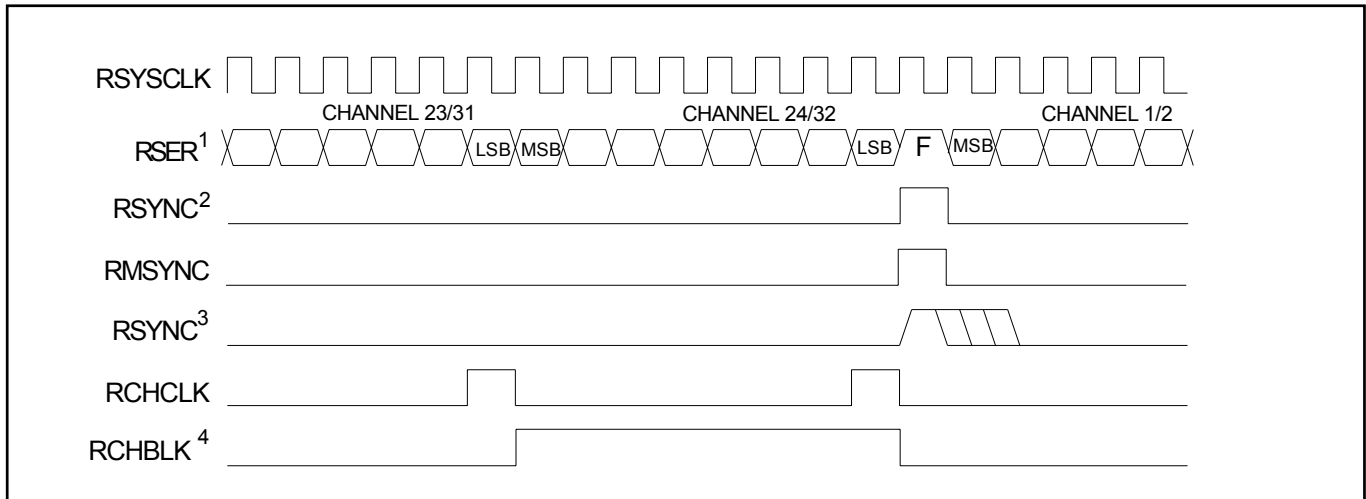 RSYSCLK
CHANNEL 23/31 CHANNEL 24/32 CHANNEL 1/2
RSER1 LSB MSB LSB F MSB
RSYNC2
RMSYNC
RSYNC3
RCHCLK
RCHBLK 4